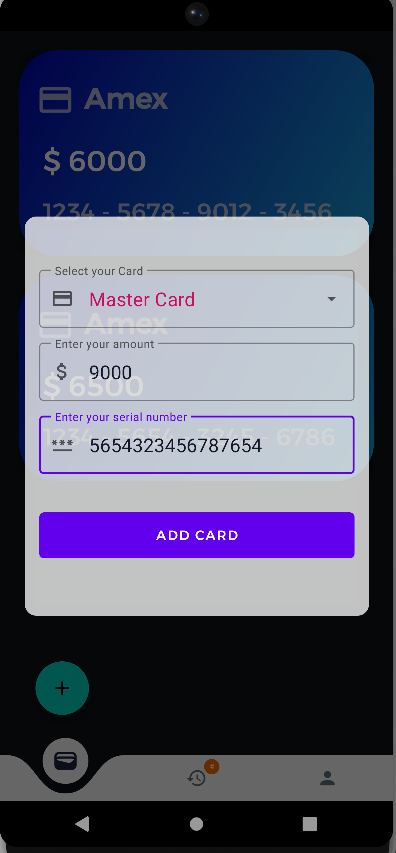 Amex
$ 6000
1234 - 5678 - 9012 - 3456
Select your Card
Master Card
Amex
Enter your amount
$ 9000
$ 6500
Enter your serial number
1234 - 5654 - 3245 - 6786
*** 5654323456787654
ADD CARD
+